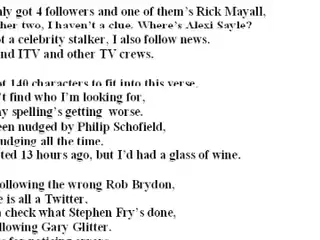 nly got 4 followers and one of them's Rick Mayall,
her two, I haven't a clue. Where's Alexi Sayle?
t a celebrity stalker, I also follow news.
nd ITV and other TV crews.
t 140 characters to fit into this verse.
't find who I'm looking for,
y spelling's getting worse.
een nudged by Philip Schofield,
udging all the time.
ted 13 hours ago, but I'd had a glass of wine.
ollowing the wrong Rob Brydon,
e is all a Twitter.
check what Stephen Fry's done,
llowing Gary Glitter.